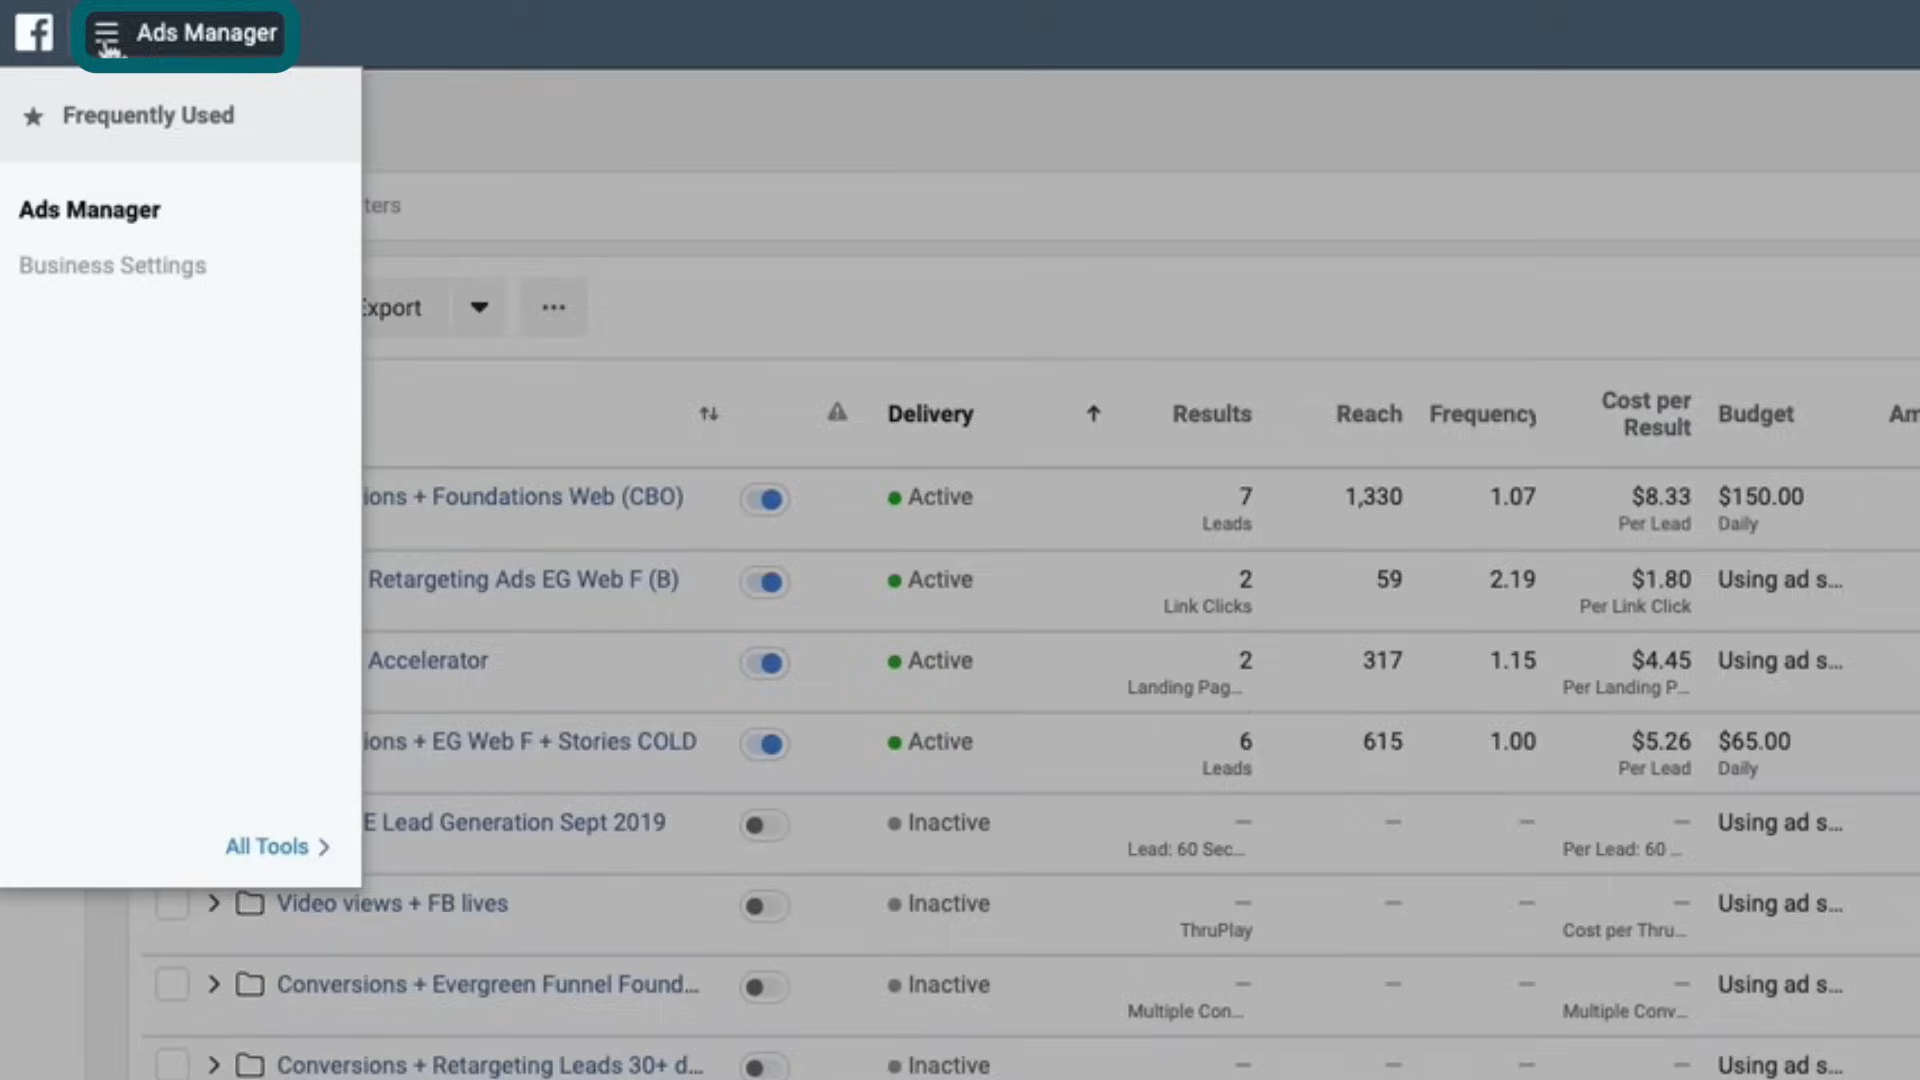 Ads Manager
Frequently Used
Ads Manager
ters
Business Settings
Export
...
Delivery
Results
Reach
Frequency
Cost per
Result
Budget
Am
ions + Foundations Web (CBO)
Active
7
1,330
1.07
$8.33
$150.00
Leads
Per Lead
Daily
Retargeting Ads EG Web F (B)
Active
2
59
2.19
$1.80
Using ad s...
Link Clicks
Per Link Click
Accelerator
Active
2
317
1.15
$4.45
Using ad s...
Landing Pag...
Per Landing P...
ions + EG Web F + Stories COLD
Active
6
615
1.00
$5.26
$65.00
Leads
Per Lead
Daily
E Lead Generation Sept 2019
Inactive
—
—
—
—
Using ad s...
Lead: 60 Sec...
Per Lead: 60 ...
All Tools
Video views + FB lives
Inactive
—
—
—
—
Using ad s...
ThruPlay
Cost per Thru...
Conversions + Evergreen Funnel Found...
Inactive
—
—
—
—
Using ad s...
Multiple Con...
Multiple Conv...
Conversions + Retargeting Leads 30+ d...
Inactive
—
—
—
—
Using ad s...